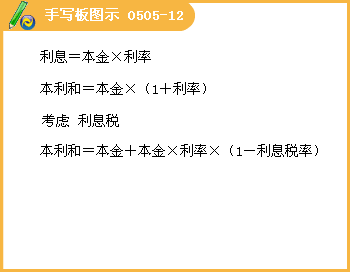 手写板图示 0505-12
利息＝本金×利率
本利和＝本金×（1＋利率）
考虑 利息税
本利和＝本金＋本金×利率×（1－利息税率）